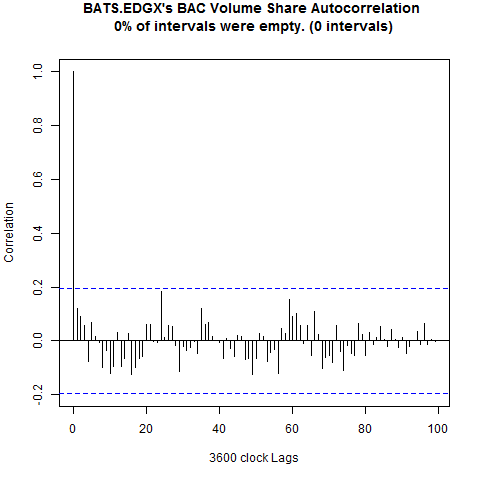 BATS.EDGX's BAC Volume Share Autocorrelation
0% of intervals were empty. (0 intervals)
Correlation
1.0
0.8
0.6
0.4
0.2
0.0
-0.2
0 20 40 60 80 100
3600 clock Lags